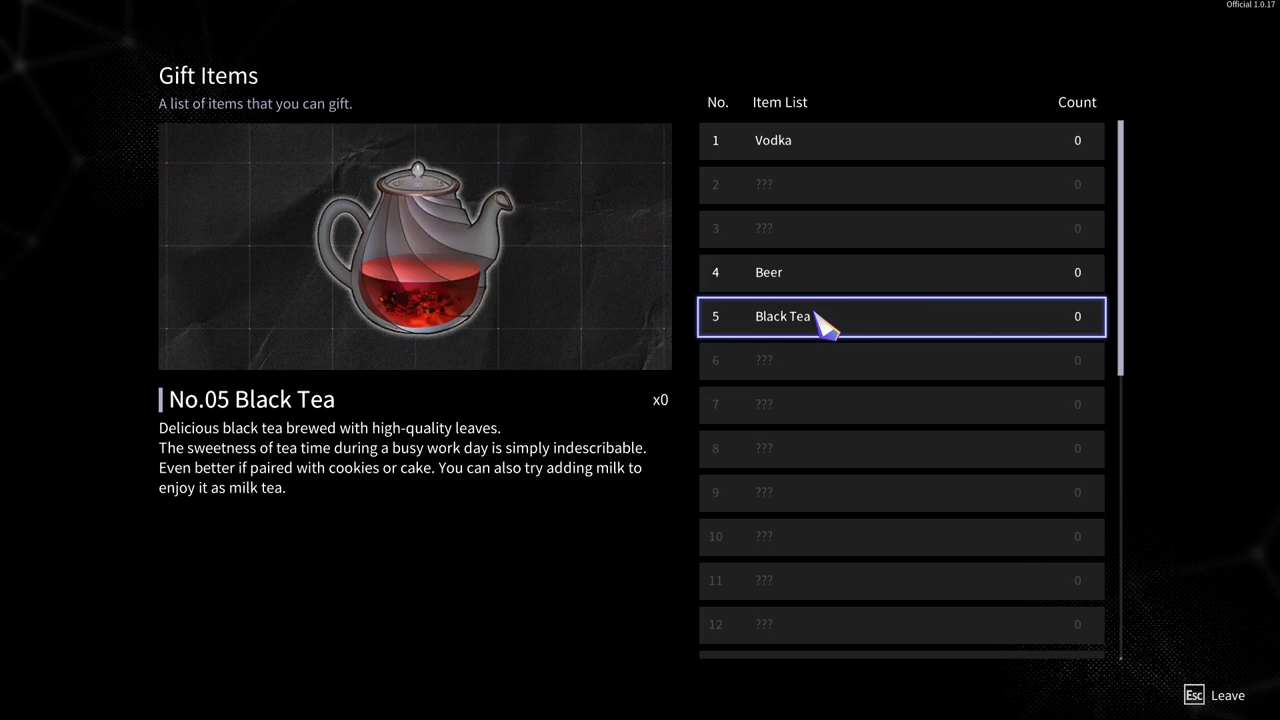 Official 1.0.17
Gift Items
A list of items that you can gift.
No. Item List Count
1 Vodka 0
2 ??? 0
3 ??? 0
4 Beer 0
5 Black Tea 0
6 ??? 0
7 ??? 0
8 ??? 0
9 ??? 0
10 ??? 0
11 ??? 0
12 ??? 0
No.05 Black Tea x0
Delicious black tea brewed with high-quality leaves.
The sweetness of tea time during a busy work day is simply indescribable.
Even better if paired with cookies or cake. You can also try adding milk to
enjoy it as milk tea.
Esc Leave